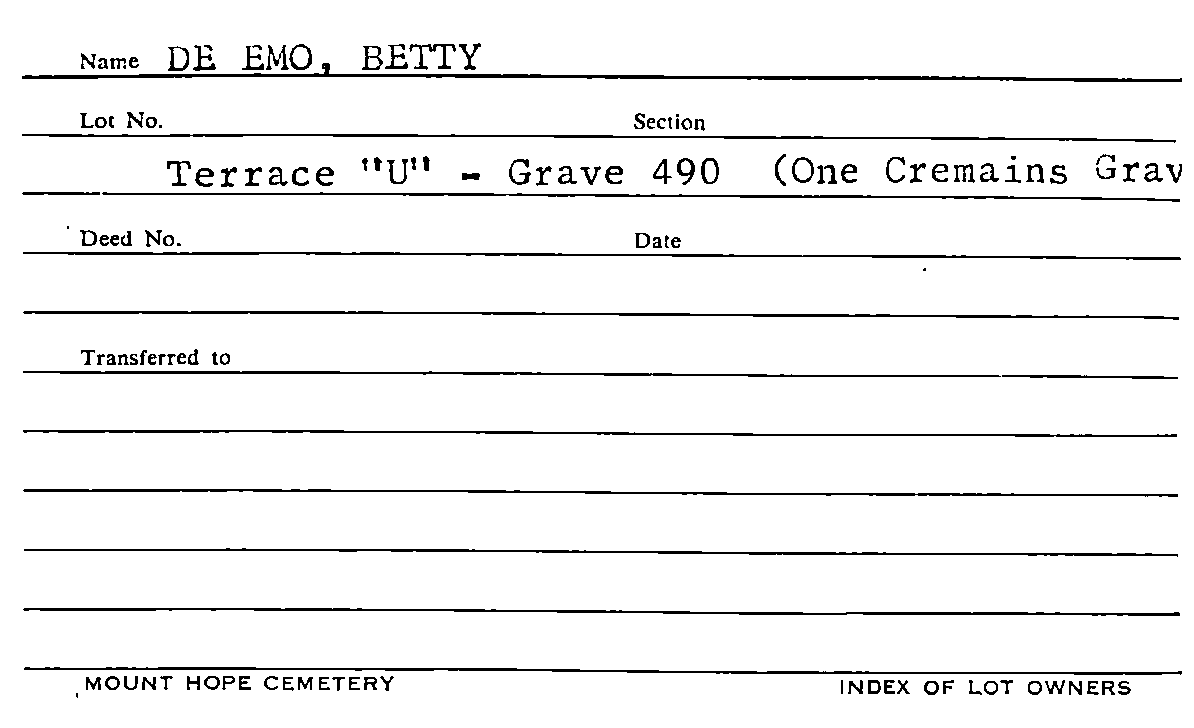 Name DE EMO, BETTY
Lot No. Section
Terrace "U" - Grave 490 (One Cremains Grav
Deed No. Date
Transferred to
MOUNT HOPE CEMETERY INDEX OF LOT OWNERS